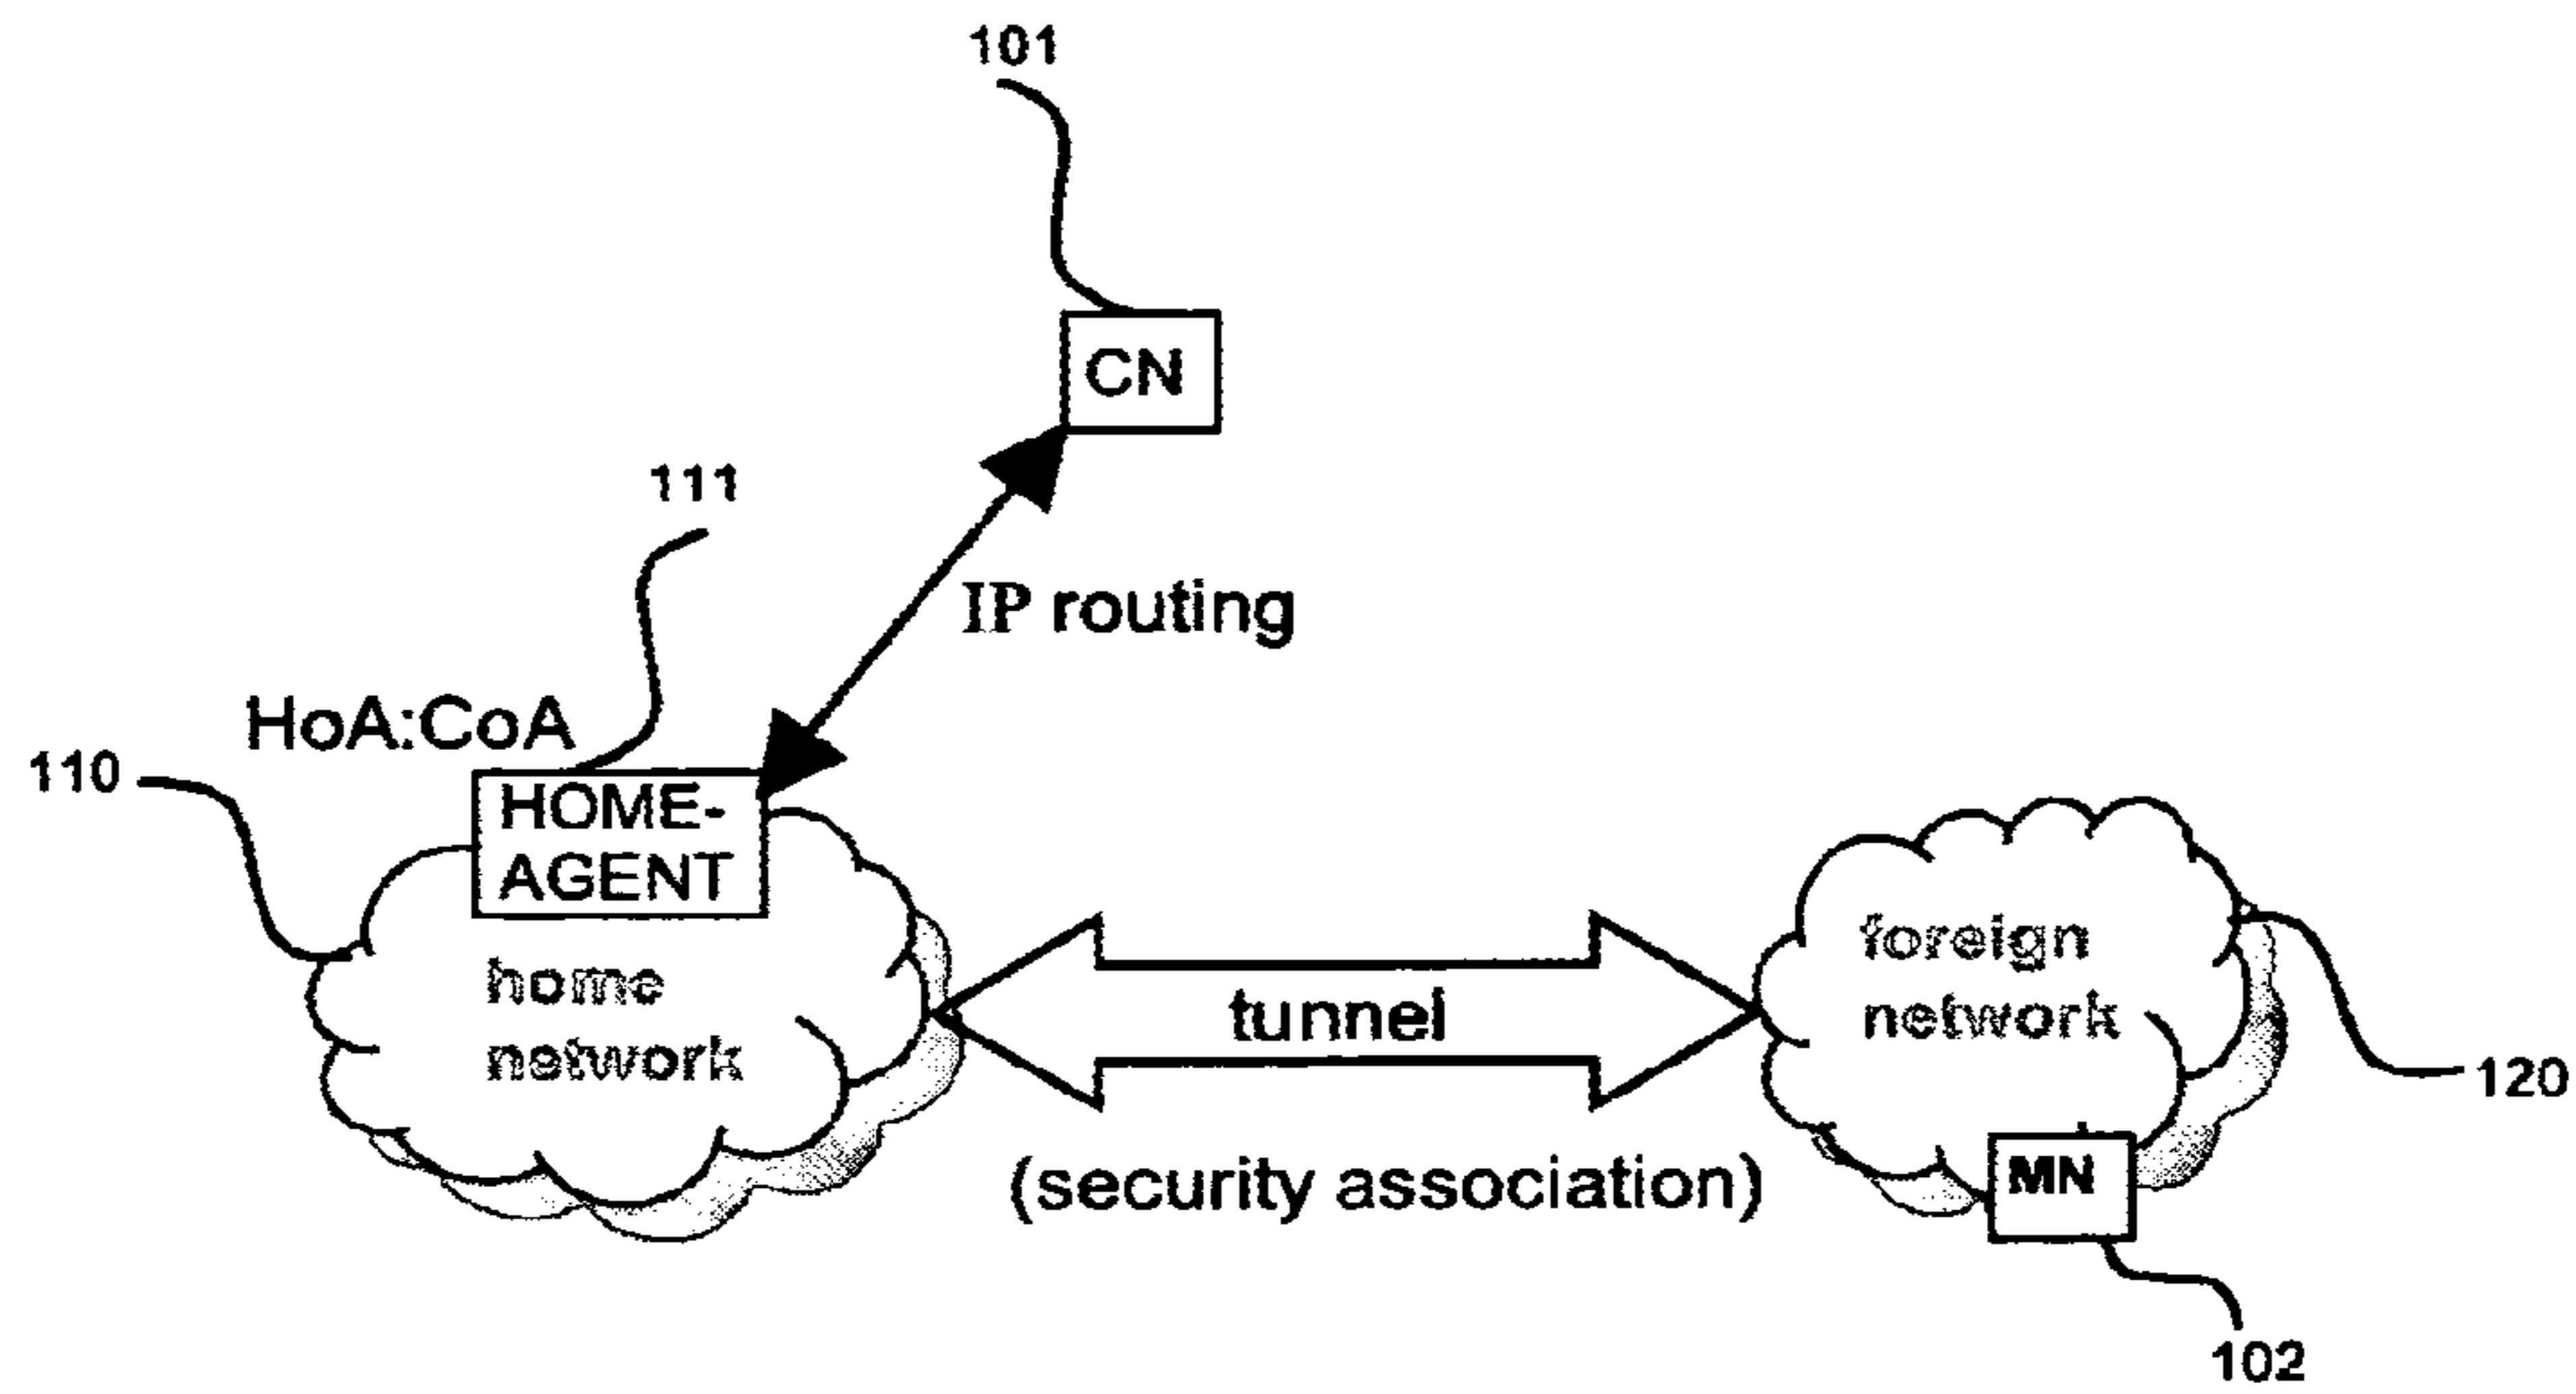 101
CN
111
IP routing
HoA:CoA
110
HOME-
AGENT
home
network
tunnel
(security association)
foreign
network
120
MN
102